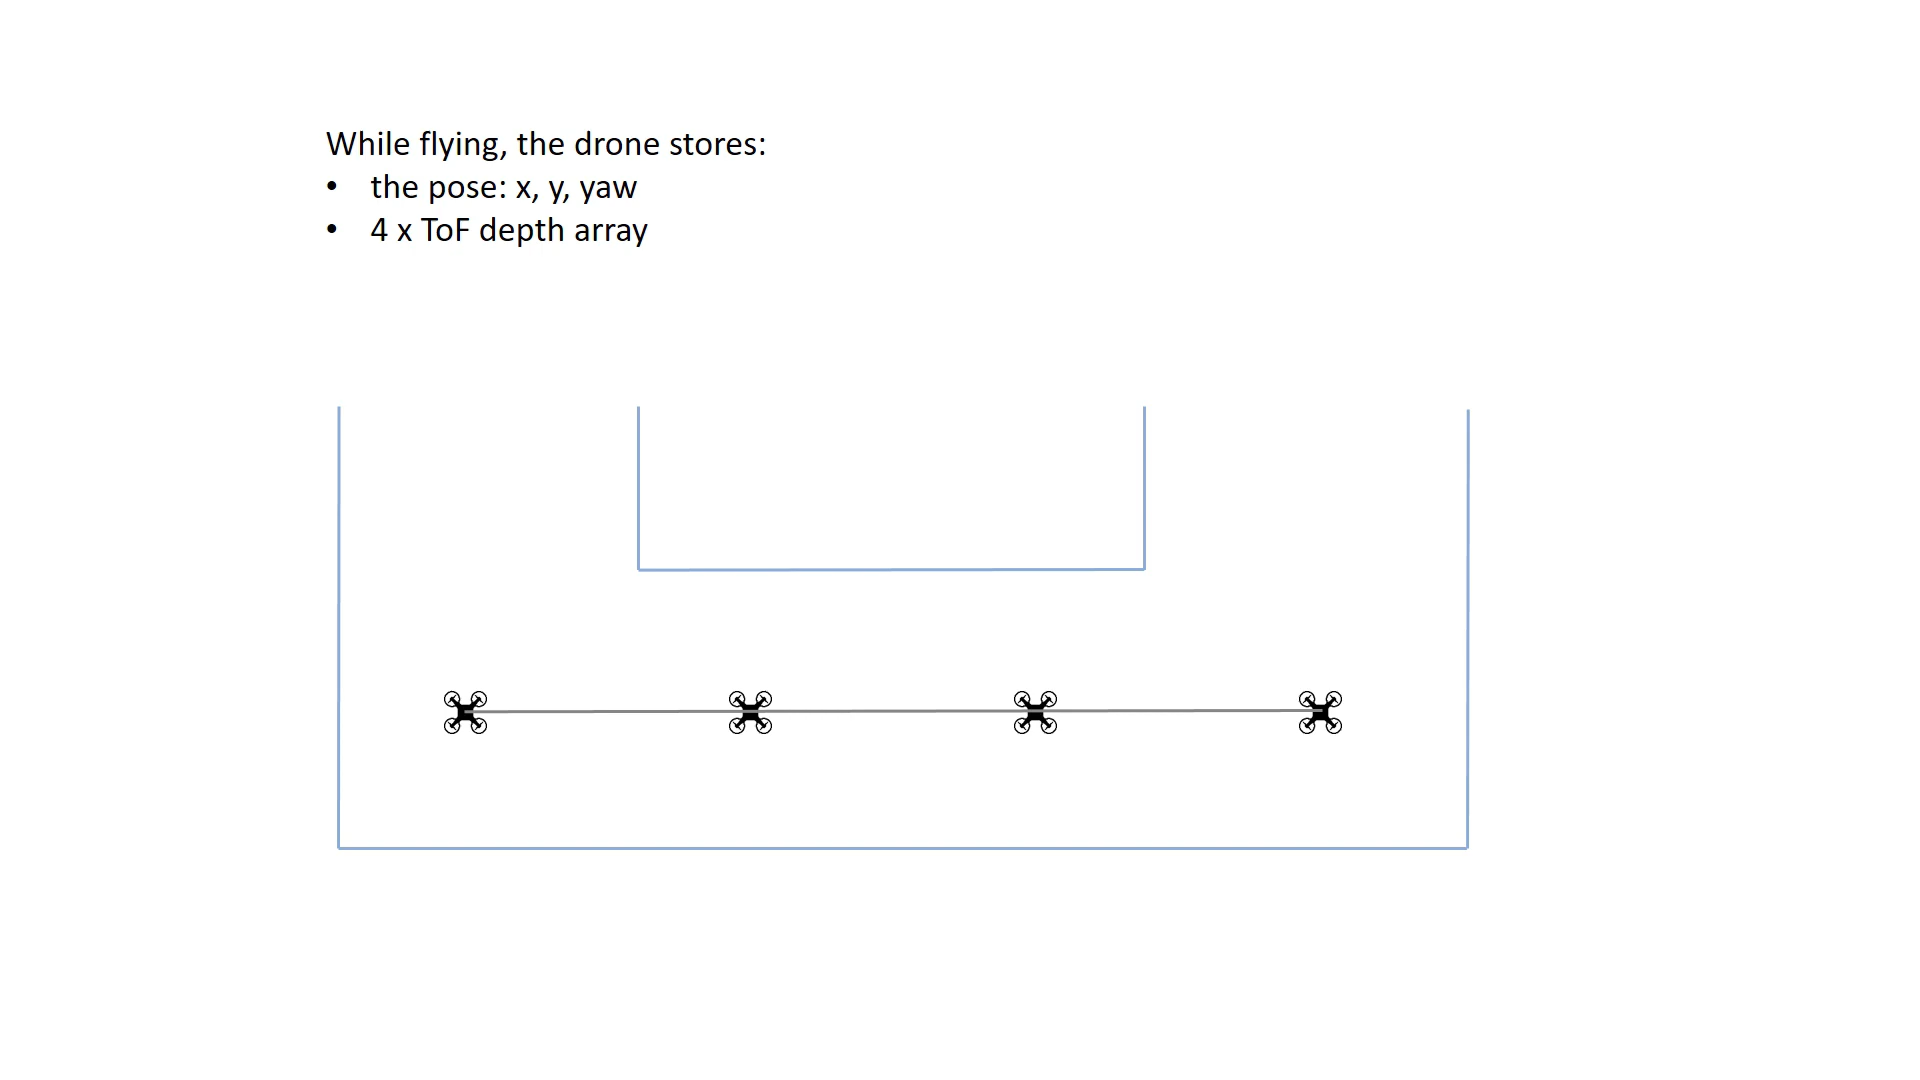 While flying, the drone stores:
• the pose: x, y, yaw
• 4 x ToF depth array